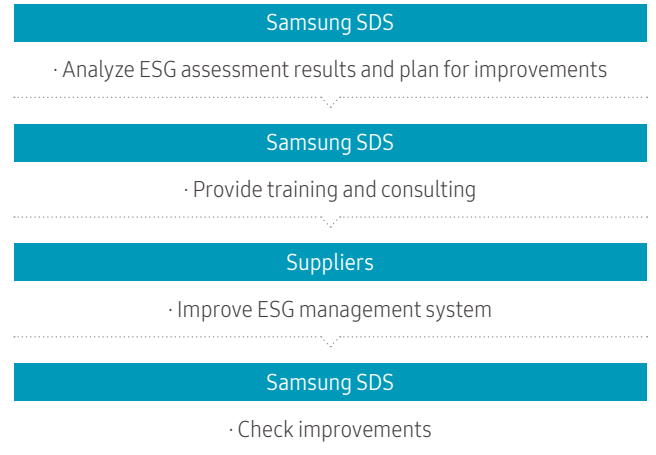 Samsung SDS
· Analyze ESG assessment results and plan for improvements
Samsung SDS
· Provide training and consulting
Suppliers
· Improve ESG management system
Samsung SDS
· Check improvements